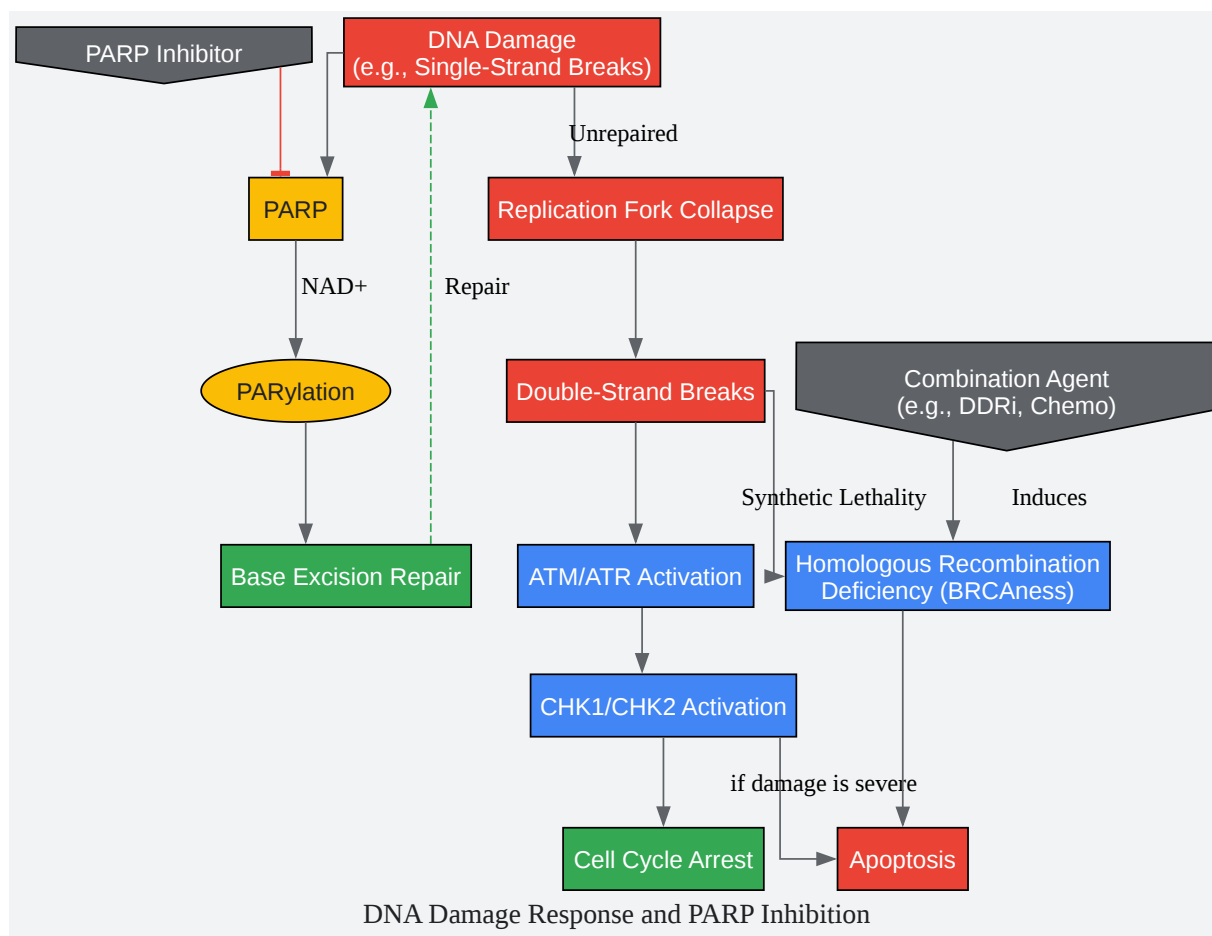 PARP Inhibitor
DNA Damage
(e.g., Single-Strand Breaks)
Unrepaired
PARP
Replication Fork Collapse
NAD+
Repair
PARylation
Double-Strand Breaks
Combination Agent
(e.g., DDRi, Chemo)
Synthetic Lethality
Induces
Base Excision Repair
ATM/ATR Activation
Homologous Recombination
Deficiency (BRCAness)
CHK1/CHK2 Activation
if damage is severe
Cell Cycle Arrest
Apoptosis
DNA Damage Response and PARP Inhibition